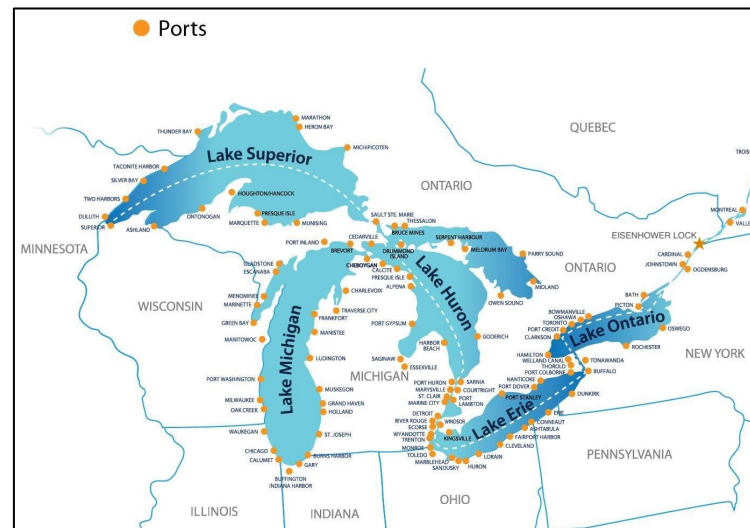 Ports
QUEBEC
ONTARIO
ONTARIO
MINNESOTA
WISCONSIN
MICHIGAN
ILLINOIS
INDIANA
OHIO
PENNSYLVANIA
NEW YORK
Lake Superior
MARATHON
HERON BAY
THUNDER BAY
MICHIPICOTEN
TACONITE HARBOR
SILVER BAY
TWO HARBORS
DULUTH
SUPERIOR
ASHLAND
ONTONOGAN
HOUGHTON/HANCOCK
PRESQUE ISLE
MARQUETTE
MUNISING
SAULT STE. MARIE
THESSALON
BRUCE MINES
SERPENT HARBOUR
MELDRUM BAY
DRUMMOND
ISLAND
CEDARVILLE
PORT INLAND
BREVORT
CHEBOYGAN
CALCITE
PRESQUE ISLE
ALPENA
PARRY SOUND
MIDLAND
OWEN SOUND
Lake Huron
GLADSTONE
ESCANABA
MENOMINEE
MARINETTE
GREEN BAY
MANITOWOC
PORT WASHINGTON
MILWAUKEE
OAK CREEK
WAUKEGAN
CHICAGO
CALUMET
Lake Michigan
CHARLEVOIX
TRAVERSE CITY
FRANKFORT
MANISTEE
LUDINGTON
MUSKEGON
GRAND HAVEN
HOLLAND
ST. JOSEPH
BURNS HARBOR
GARY
BUFFINGTON
INDIANA HARBOR
PORT GYPSUM
HARBOR
BEACH
SAGINAW
ESSEXVILLE
GODERICH
PORT HURON
SARNIA
MARYSVILLE
COURTRIGHT
ST. CLAIR
MARINE CITY
PORT
LAMBTON
DETROIT
RIVER ROUGE
WINDSOR
ECORSE
WYANDOTTE
KINGSVILLE
TRENTON
MONROE
TOLEDO
MARBLEHEAD
SANDUSKY
HURON
LORAIN
CLEVELAND
FAIRPORT HARBOR
ASHTABULA
CONNEAUT
ERIE
DUNKIRK
Lake Erie
PORT STANLEY
PORT DOVER
NANTICOKE
PORT COLBORNE
THOROLD
WELLAND CANAL
HAMILTON
TONAWANDA
BUFFALO
CLARKSON
PORT CREDIT
TORONTO
OSHAWA
BOWMANVILLE
Lake Ontario
ROCHESTER
OSWEGO
PICTON
BATH
OGDENSBURG
JOHNSTOWN
CARDINAL
EISENHOWER LOCK
MONTREAL
VALLE
TROIS